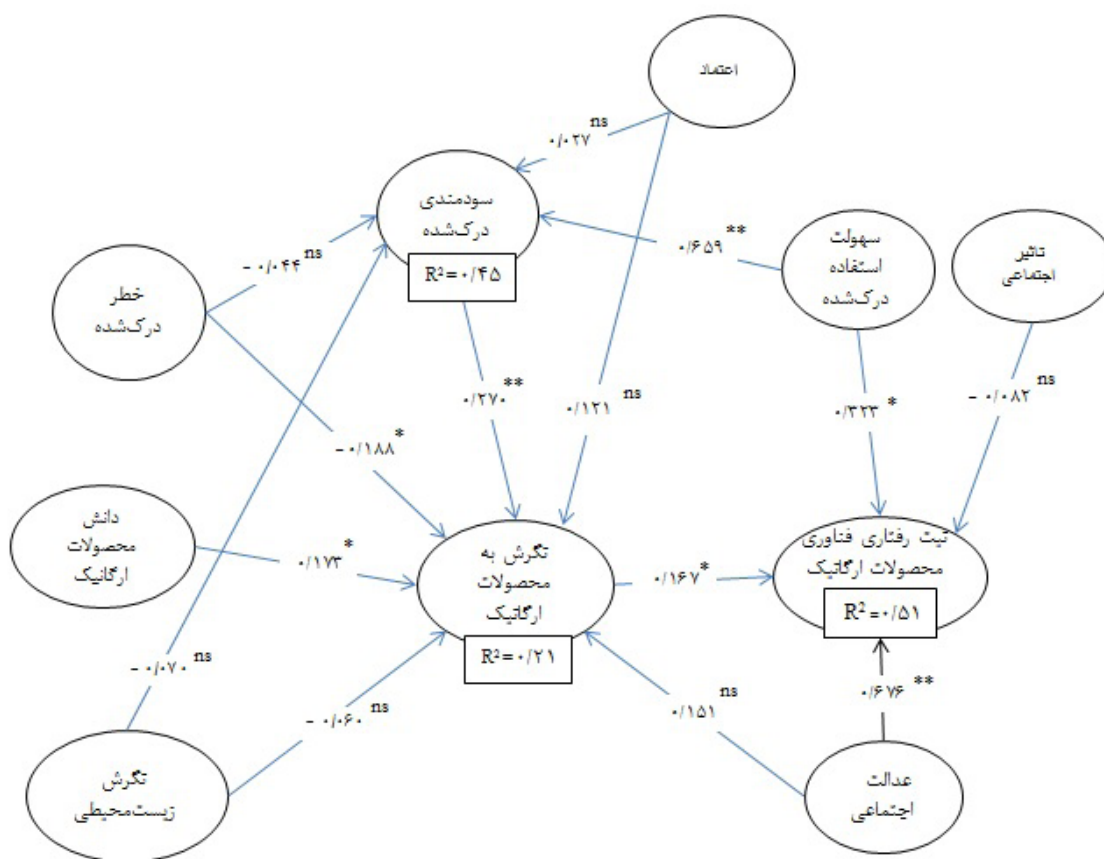 اعتماد
۰/۰۲۷ ns
سودمندی
درک‌شده
R²=۰/۴۵
سهولت
استفاده
درک‌شده
تاثیر
اجتماعی
۰/۶۵۹ **
خطر
درک‌شده
- ۰/۰۴۴ ns
۰/۲۷۰ **
۰/۱۲۱ ns
۰/۳۲۳ *
- ۰/۰۸۲ ns
-۰/۱۸۸ *
دانش
محصولات
ارگانیک
۰/۱۷۳ *
نگرش به
محصولات
ارگانیک
R²=۰/۲۱
۰/۱۶۷ *
نیت رفتاری فناوری
محصولات ارگانیک
R²=۰/۵۱
- ۰/۰۷۰ ns
- ۰/۰۶۰ ns
۰/۱۵۱ ns
۰/۶۷۶ **
نگرش
زیست‌محیطی
عدالت
اجتماعی